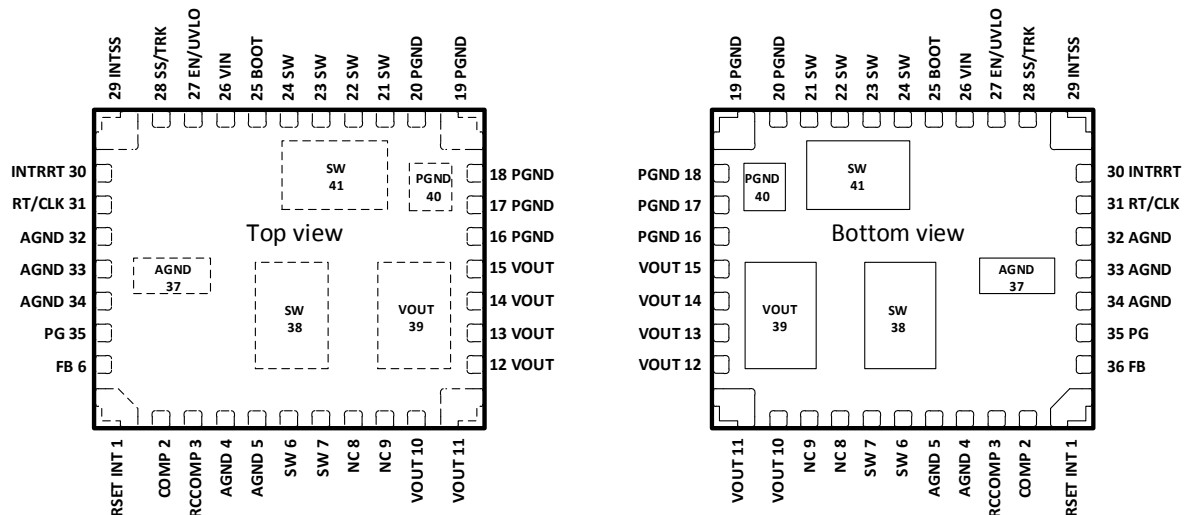 29 INTSS
28 SS/TRK
27 EN/UVLO
26 VIN
25 BOOT
24 SW
23 SW
22 SW
21 SW
20 PGND
19 PGND
INTRRT 30
RT/CLK 31
AGND 32
AGND 33
AGND 34
PG 35
FB 6
SW
41
PGND
40
Top view
AGND
37
SW
38
VOUT
39
18 PGND
17 PGND
16 PGND
15 VOUT
14 VOUT
13 VOUT
12 VOUT
RSET INT 1
COMP 2
RCCOMP 3
AGND 4
AGND 5
SW 6
SW 7
NC 8
NC 9
VOUT 10
VOUT 11
19 PGND
20 PGND
21 SW
22 SW
23 SW
24 SW
25 BOOT
26 VIN
27 EN/UVLO
28 SS/TRK
29 INTSS
PGND 18
PGND 17
PGND 16
VOUT 15
VOUT 14
VOUT 13
VOUT 12
PGND
40
SW
41
Bottom view
AGND
37
VOUT
39
SW
38
30 INTRRT
31 RT/CLK
32 AGND
33 AGND
34 AGND
35 PG
36 FB
VOUT 11
VOUT 10
NC 9
NC 8
SW 7
SW 6
AGND 5
AGND 4
RCCOMP 3
COMP 2
RSET INT 1